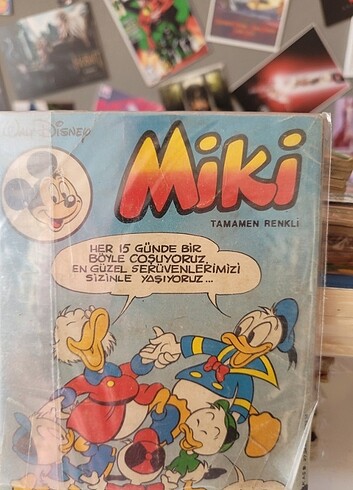 WALT DISNEY
Miki
TAMAMEN RENKLİ
HER 15 GÜNDE BİR
BÖYLE COŞUYORUZ,
EN GÜZEL SERÜVENLERİMİZİ
SİZİNLE YAŞIYORUZ...